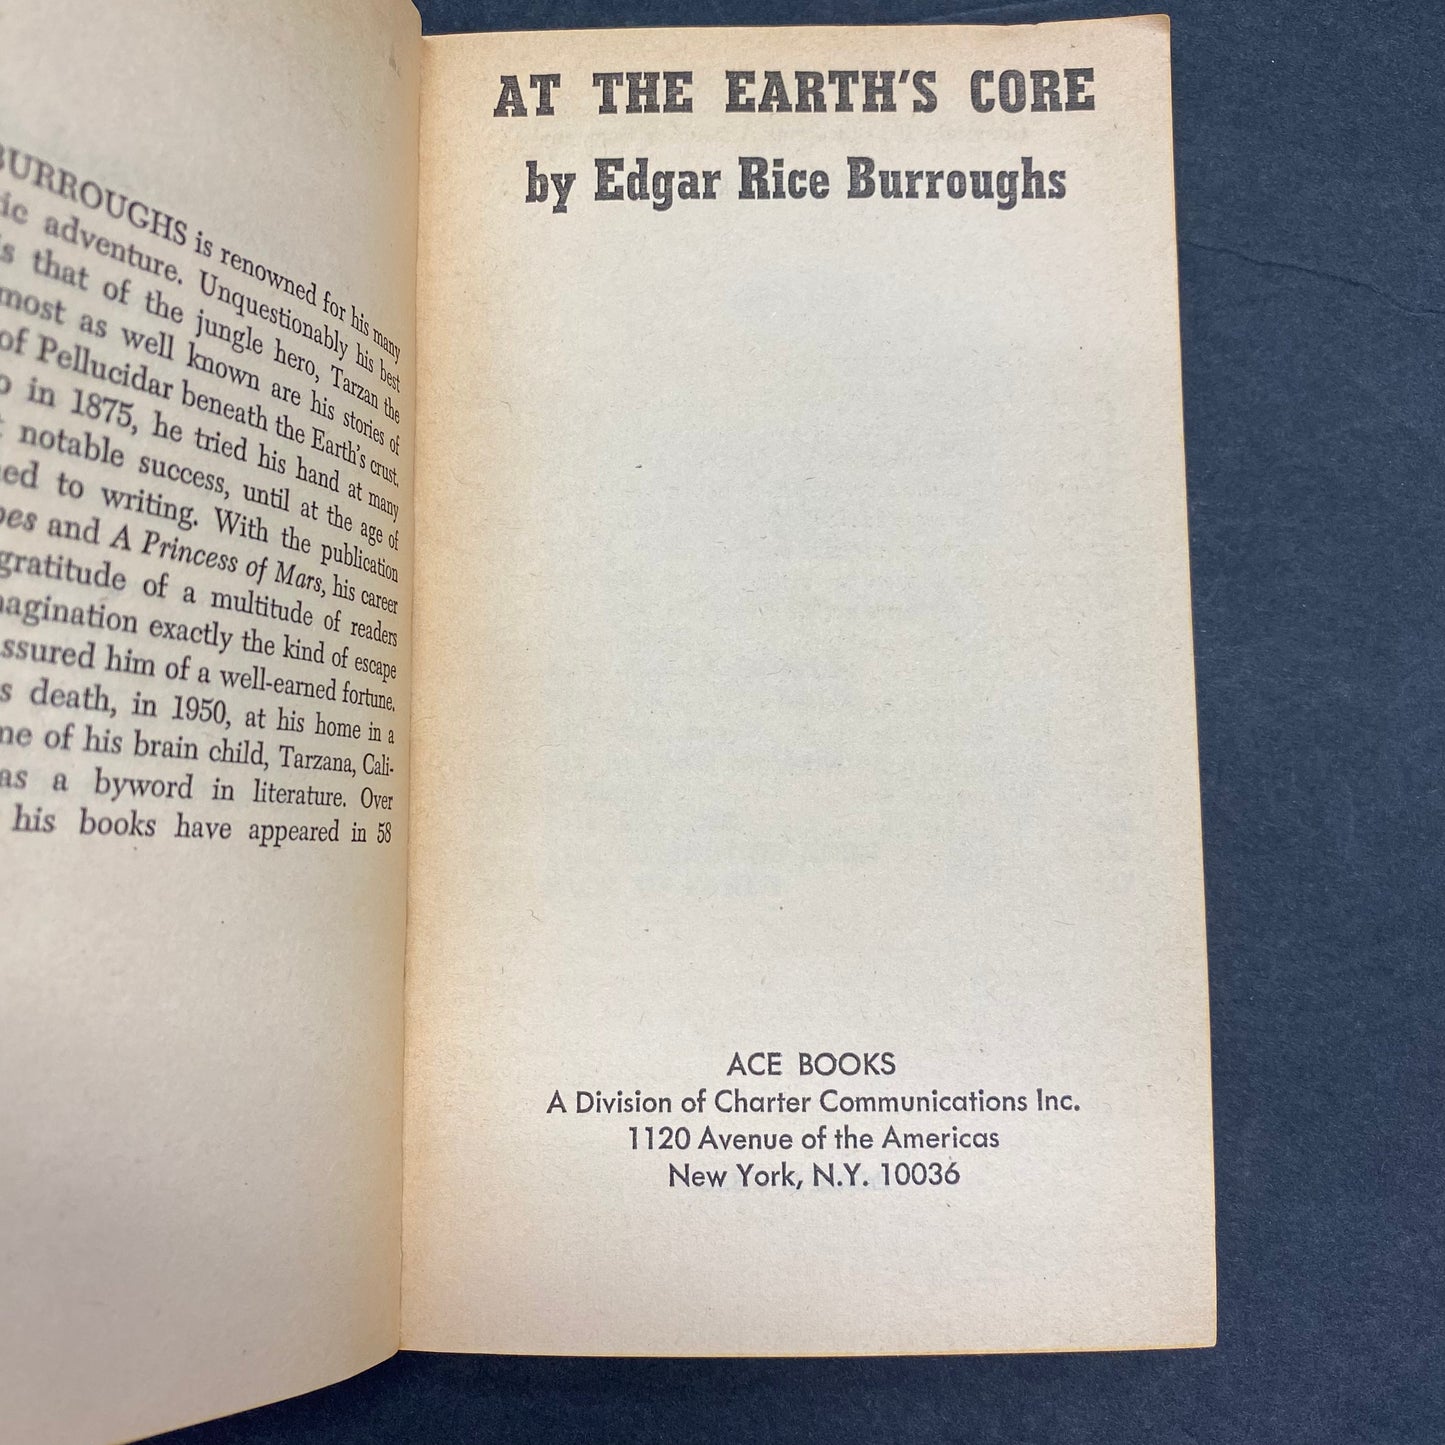 BURROUGHS is renowned for his many
adventure. Unquestionably his best
that of the jungle hero, Tarzan the
most as well known are his stories of
of Pellucidar beneath the Earth's crust.
in 1875, he tried his hand at many
notable success, until at the age of
to writing. With the publication
and A Princess of Mars, his career
gratitude of a multitude of readers
exactly the kind of escape
him of a well-earned fortune.
death, in 1950, at his home in a
of his brain child, Tarzana, Cali-
as a byword in literature. Over
his books have appeared in 58
AT THE EARTH'S CORE
by Edgar Rice Burroughs
ACE BOOKS
A Division of Charter Communications Inc.
1120 Avenue of the Americas
New York, N.Y. 10036